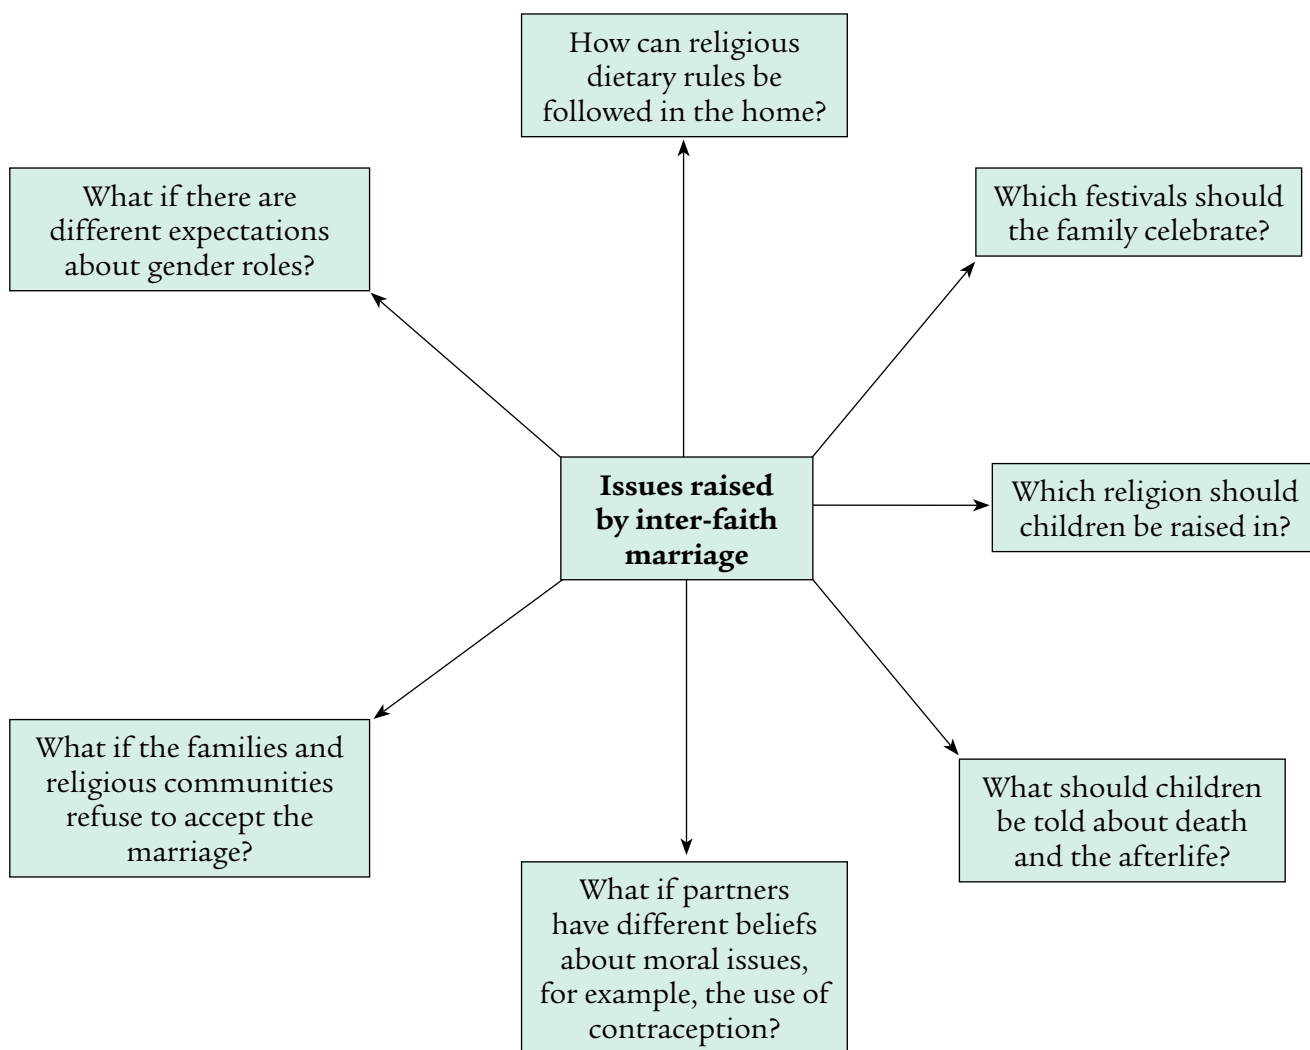 How can religious
dietary rules be
followed in the home?
What if there are
different expectations
about gender roles?
Which festivals should
the family celebrate?
Issues raised
by inter-faith
marriage
Which religion should
children be raised in?
What if the families and
religious communities
refuse to accept the
marriage?
What should children
be told about death
and the afterlife?
What if partners
have different beliefs
about moral issues,
for example, the use of
contraception?